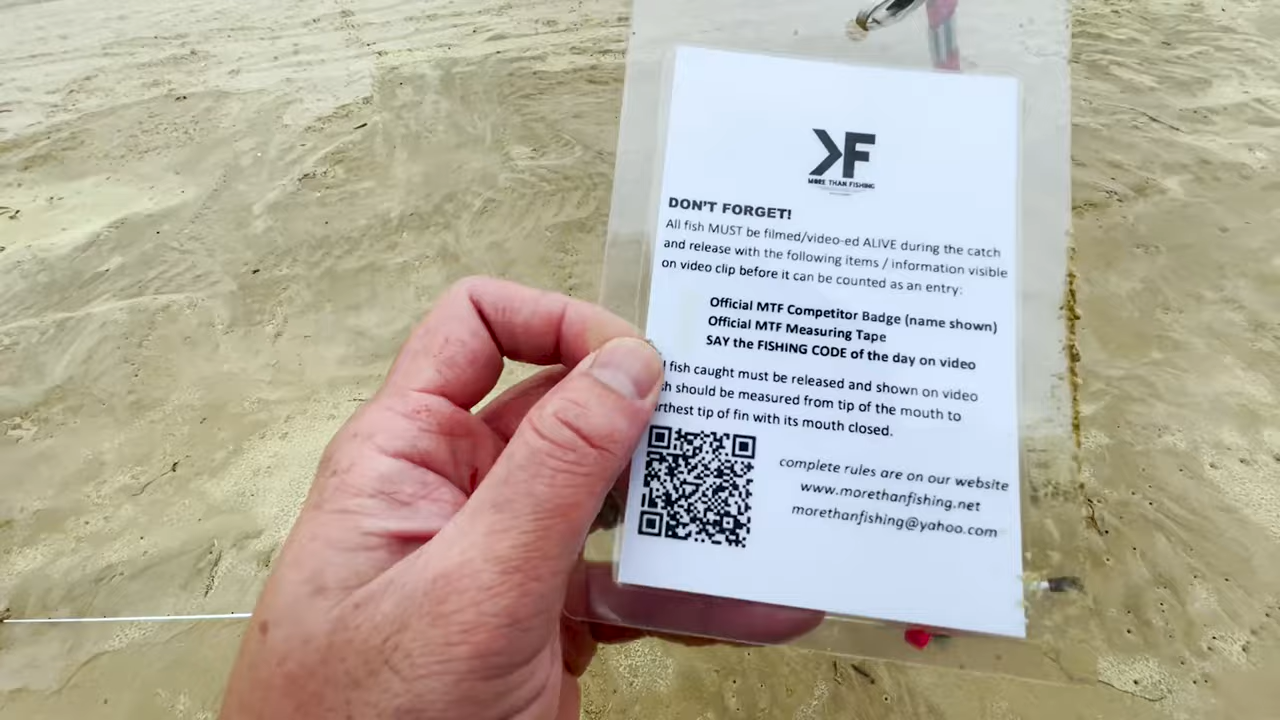 KF
MORE THAN FISHING
DON'T FORGET!
All fish MUST be filmed/video-ed ALIVE during the catch
and release with the following items / information visible
on video clip before it can be counted as an entry:
Official MTF Competitor Badge (name shown)
Official MTF Measuring Tape
SAY the FISHING CODE of the day on video
fish caught must be released and shown on video
should be measured from tip of the mouth to
tip of fin with its mouth closed.
complete rules are on our website
www.morethanfishing.net
morethanfishing@yahoo.com